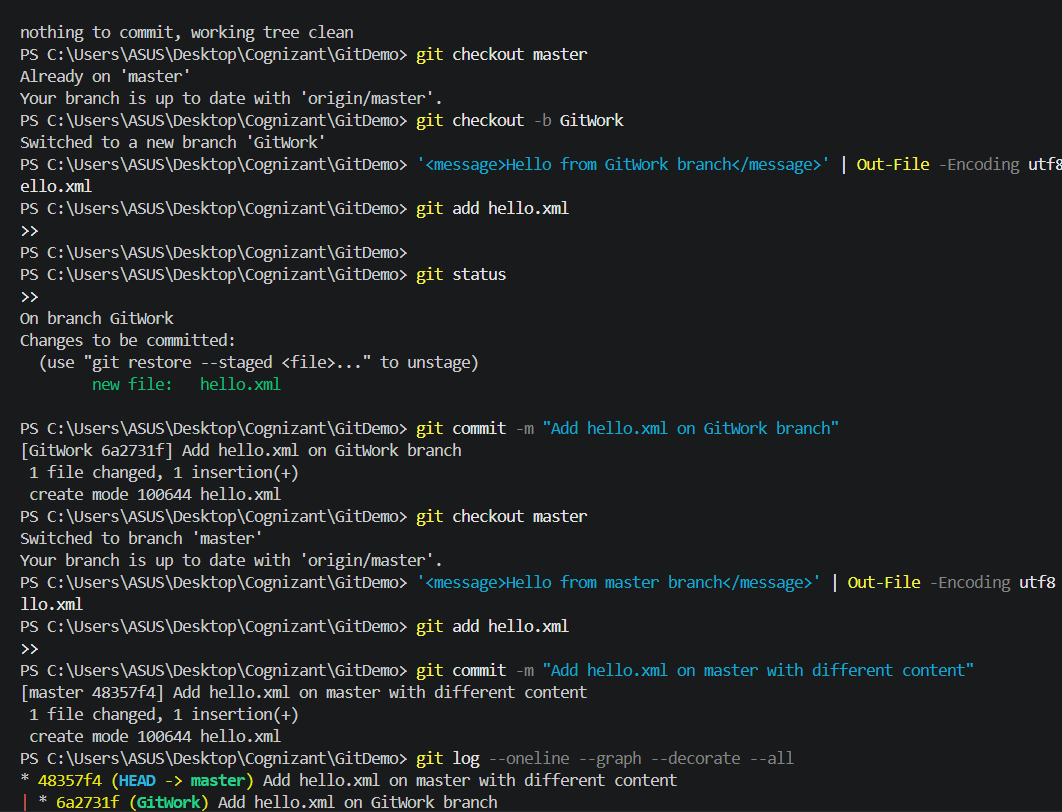 nothing to commit, working tree clean
PS C:\Users\ASUS\Desktop\Cognizant\GitDemo> git checkout master
Already on 'master'
Your branch is up to date with 'origin/master'.
PS C:\Users\ASUS\Desktop\Cognizant\GitDemo> git checkout -b GitWork
Switched to a new branch 'GitWork'
PS C:\Users\ASUS\Desktop\Cognizant\GitDemo> '<message>Hello from GitWork branch</message>' | Out-File -Encoding utf8
ello.xml
PS C:\Users\ASUS\Desktop\Cognizant\GitDemo> git add hello.xml
>>
PS C:\Users\ASUS\Desktop\Cognizant\GitDemo>
PS C:\Users\ASUS\Desktop\Cognizant\GitDemo> git status
>>
On branch GitWork
Changes to be committed:
  (use "git restore --staged <file>..." to unstage)
        new file:   hello.xml
PS C:\Users\ASUS\Desktop\Cognizant\GitDemo> git commit -m "Add hello.xml on GitWork branch"
[GitWork 6a2731f] Add hello.xml on GitWork branch
 1 file changed, 1 insertion(+)
 create mode 100644 hello.xml
PS C:\Users\ASUS\Desktop\Cognizant\GitDemo> git checkout master
Switched to branch 'master'
Your branch is up to date with 'origin/master'.
PS C:\Users\ASUS\Desktop\Cognizant\GitDemo> '<message>Hello from master branch</message>' | Out-File -Encoding utf8
llo.xml
PS C:\Users\ASUS\Desktop\Cognizant\GitDemo> git add hello.xml
>>
PS C:\Users\ASUS\Desktop\Cognizant\GitDemo> git commit -m "Add hello.xml on master with different content"
[master 48357f4] Add hello.xml on master with different content
 1 file changed, 1 insertion(+)
 create mode 100644 hello.xml
PS C:\Users\ASUS\Desktop\Cognizant\GitDemo> git log --oneline --graph --decorate --all
* 48357f4 (HEAD -> master) Add hello.xml on master with different content
| * 6a2731f (GitWork) Add hello.xml on GitWork branch